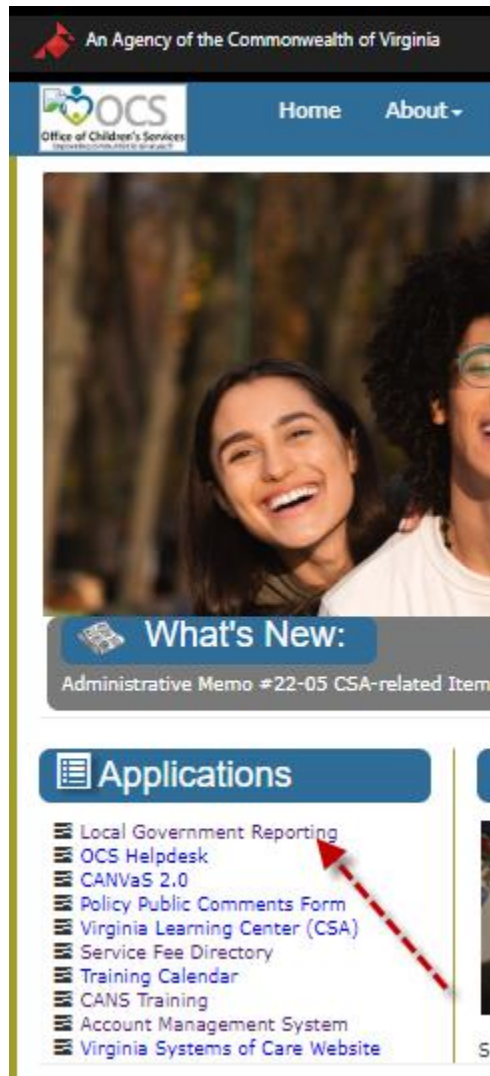 An Agency of the Commonwealth of Virginia
OCS
Office of Children's Services
Home About
What's New:
Administrative Memo #22-05 CSA-related Item
Applications
Local Government Reporting
OCS Helpdesk
CANVaS 2.0
Policy Public Comments Form
Virginia Learning Center (CSA)
Service Fee Directory
Training Calendar
CANS Training
Account Management System
Virginia Systems of Care Website
S